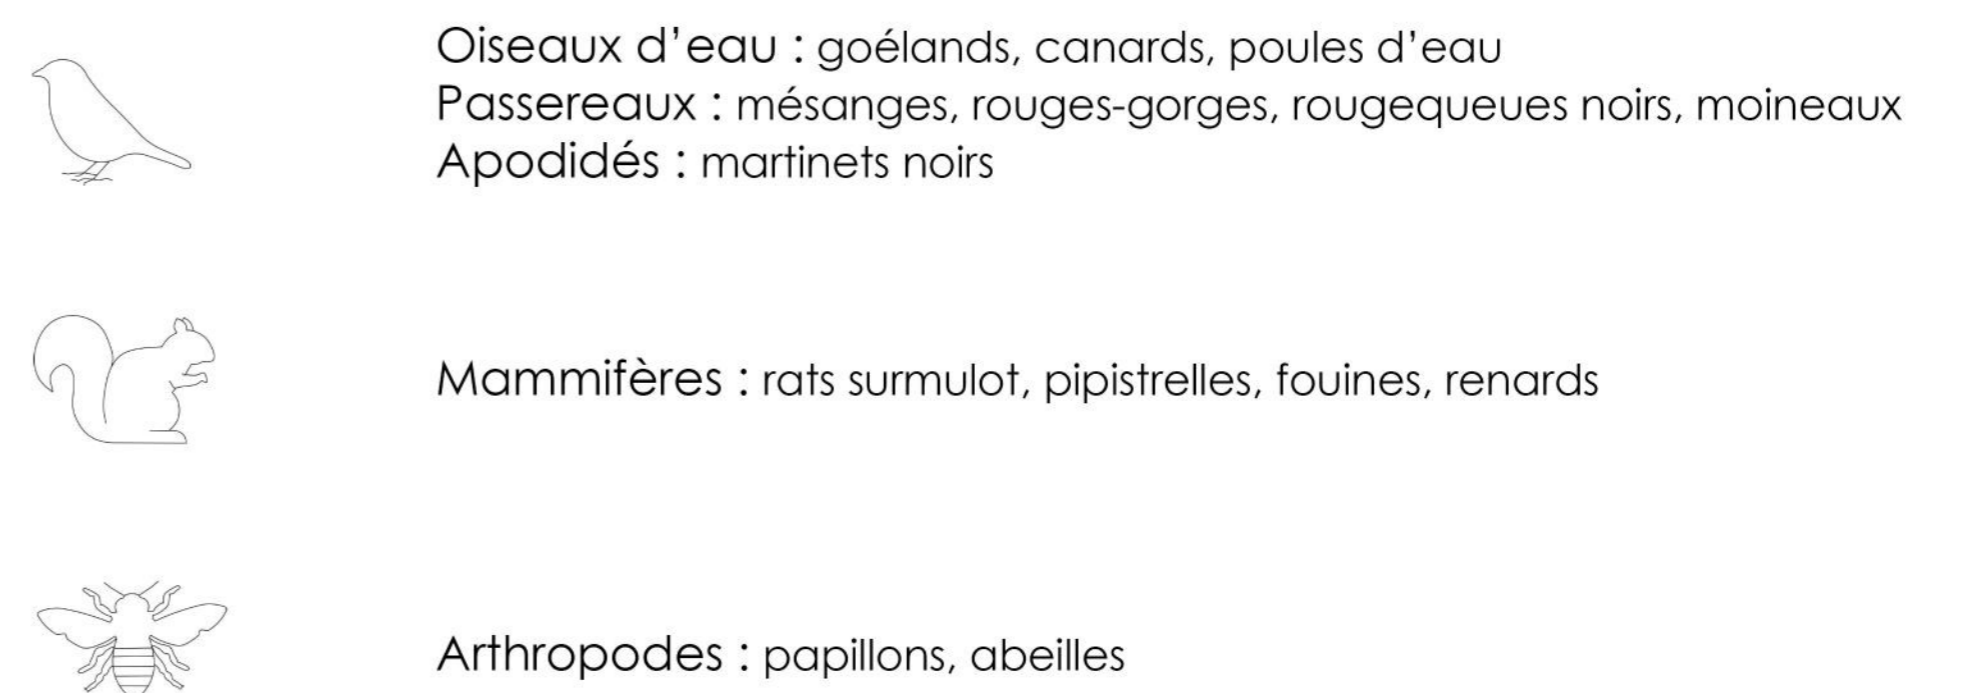 Oiseaux d’eau : goélands, canards, poules d’eau
Passereaux : mésanges, rouges-gorges, rougequeues noirs, moineaux
Apodidés : martinets noirs
Mammifères : rats surmulot, pipistrelles, fouines, renards
Arthropodes : papillons, abeilles